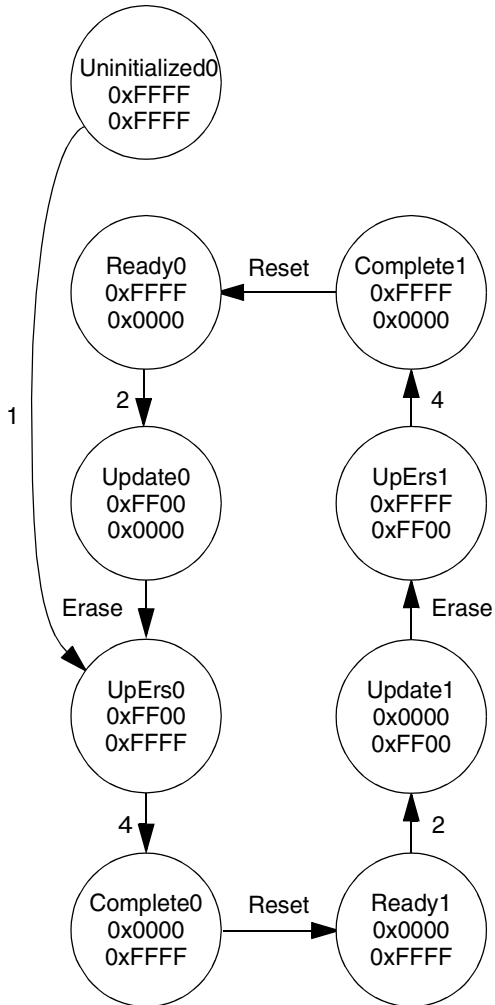 Uninitialized0
0xFFFF
0xFFFF
Ready0
0xFFFF
0x0000
Reset
Complete1
0xFFFF
0x0000
1
2
4
Update0
0xFF00
0x0000
UpErs1
0xFFFF
0xFF00
Erase
Erase
UpErs0
0xFF00
0xFFFF
Update1
0x0000
0xFF00
4
2
Complete0
0x0000
0xFFFF
Reset
Ready1
0x0000
0xFFFF